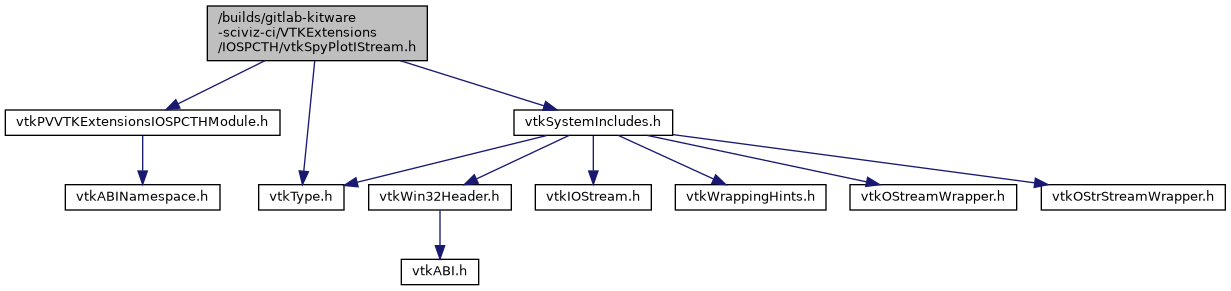 /builds/gitlab-kitware
-sciviz-ci/VTKExtensions
/IOSPCTH/vtkSpyPlotIStream.h
vtkPVVTKExtensionsIOSPCTHModule.h
vtkSystemIncludes.h
vtkABINamespace.h
vtkType.h
vtkWin32Header.h
vtkIOStream.h
vtkWrappingHints.h
vtkOStreamWrapper.h
vtkOStrStreamWrapper.h
vtkABI.h